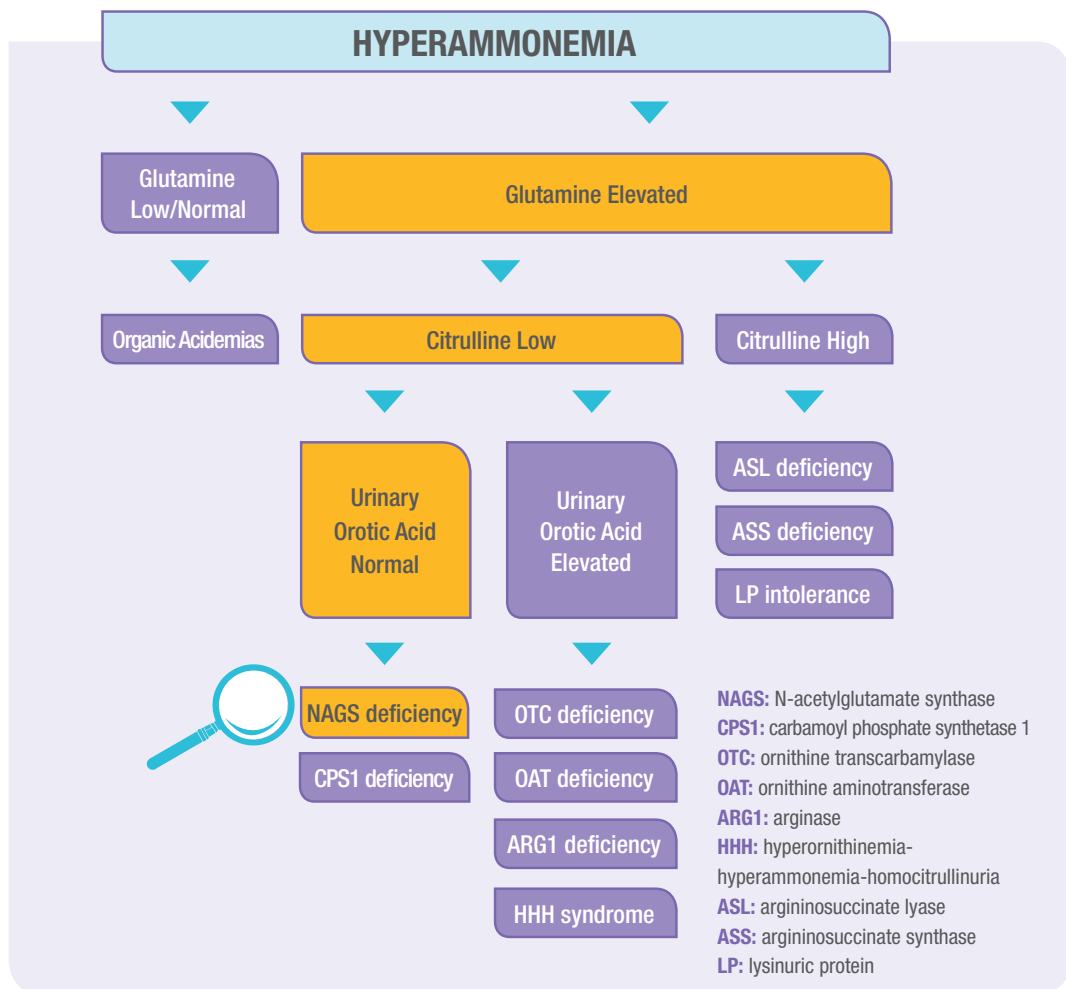 HYPERAMMONEMIA
Glutamine
Low/Normal
Glutamine Elevated
Organic Acidemias
Citrulline Low
Citrulline High
Urinary
Orotic Acid
Normal
Urinary
Orotic Acid
Elevated
ASL deficiency
ASS deficiency
LP intolerance
NAGS deficiency
CPS1 deficiency
OTC deficiency
OAT deficiency
ARG1 deficiency
HHH syndrome
NAGS: N-acetylglutamate synthase
CPS1: carbamoyl phosphate synthetase 1
OTC: ornithine transcarbamylase
OAT: ornithine aminotransferase
ARG1: arginase
HHH: hyperornithinemia-
hyperammonemia-homocitrullinuria
ASL: argininosuccinate lyase
ASS: argininosuccinate synthase
LP: lysinuric protein